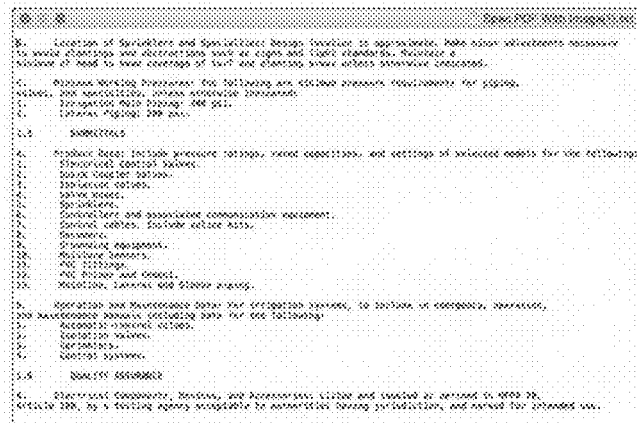 B. Location of Sprinklers and Specialties: Design location is approximate. Make minor adjustments necessary
to avoid plantings and obstructions such as signs and light standards. Maintain a
minimum of head to head coverage of turf and planting areas unless otherwise indicated.
C. Minimum Working Pressures: The following are minimum pressure requirements for piping,
valves, and specialties, unless otherwise indicated:
1. Irrigation Main Piping: 200 psi.
2. Lateral Piping: 200 psi.
SUBMITTALS
A. Product Data: Include pressure ratings, rated capacities, and settings of selected models for the following:
1. Electrical control valves.
2. Quick coupler valves.
3. Isolation valves.
4. Valve boxes.
5. Sprinklers.
6. Controllers and associated communication equipment.
7. Control cables. Include splice kits.
8.
9. Grounding equipment.
10. Moisture Sensors.
11. PVC fittings.
12. PVC Primer and Cement.
13. Mainline, Lateral and Sleeve piping.
B. Operation and Maintenance Data: For irrigation systems, to include in emergency, operation,
and maintenance manuals including data for the following:
1. Automatic control valves.
2. Isolation valves.
3. Sprinklers.
4. Control systems.
QUALITY ASSURANCE
A. Electrical Components, Devices, and Accessories: Listed and labeled as defined in NFPA 70,
Article 100, by a testing agency acceptable to authorities having jurisdiction, and marked for intended use.